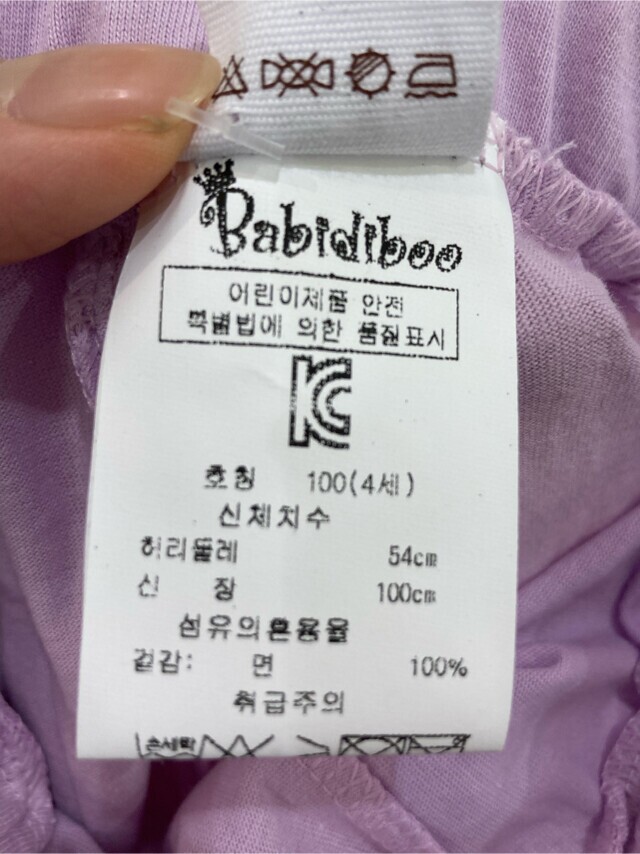 Babidiboo
어린이제품 안전
특별법에 의한 품질표시
KC
호칭 100(4세)
신체치수
허리둘레 54cm
신 장 100cm
섬유의혼용율
겉감: 면 100%
취급주의
손세탁